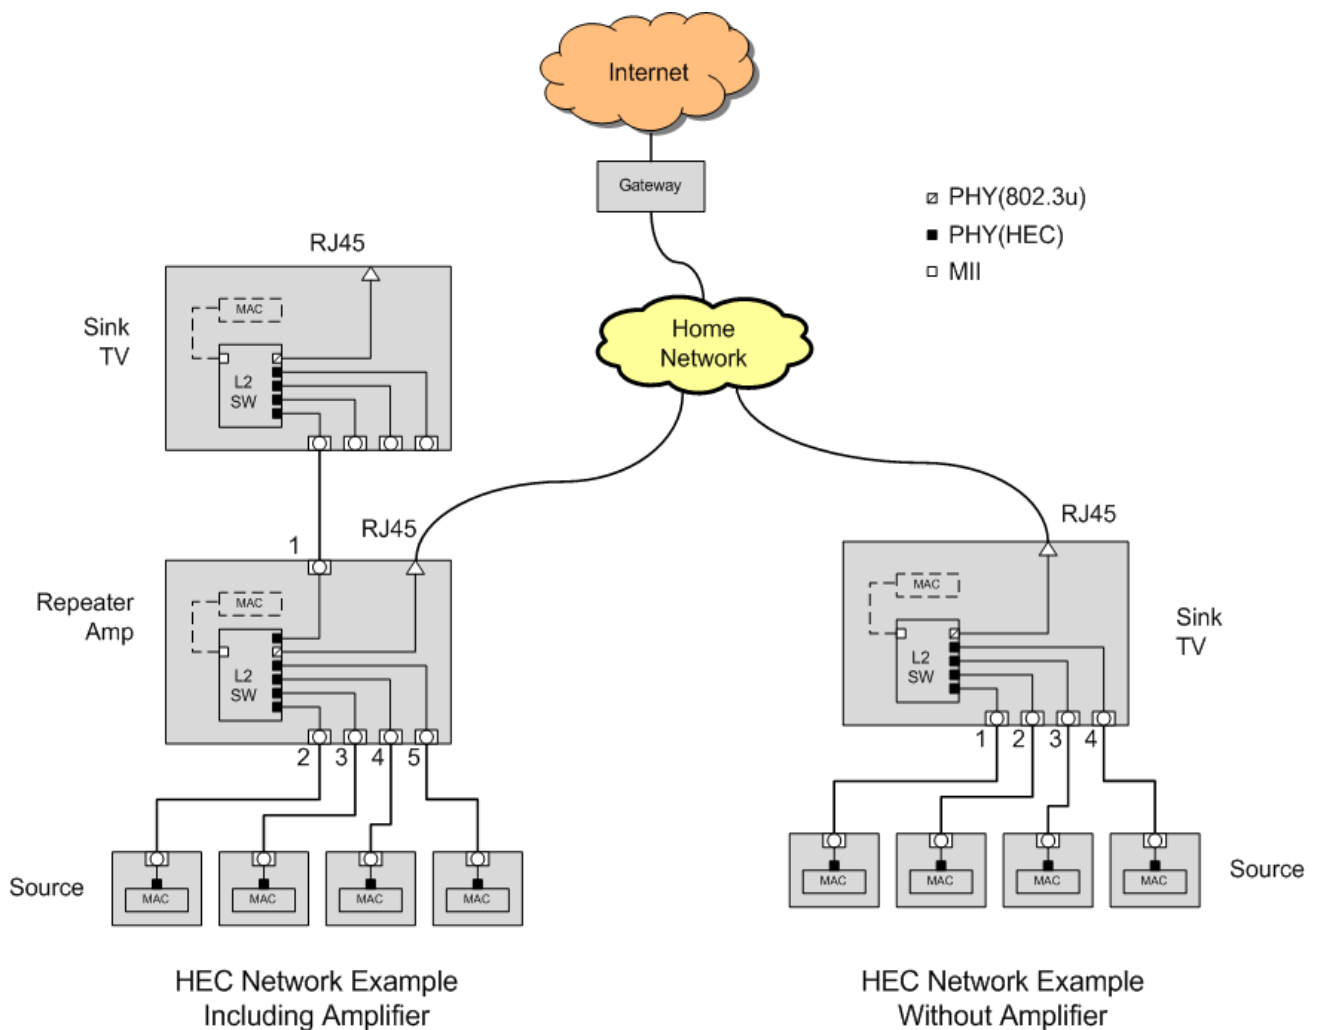 Internet
Gateway
PHY(802.3u)
PHY(HEC)
MII
RJ45
MAC
Sink
TV
L2
SW
Home
Network
1
RJ45
Repeater
Amp
MAC
L2
SW
2
3
4
5
Source
MAC
MAC
MAC
MAC
HEC Network Example
Including Amplifier
RJ45
MAC
Sink
TV
L2
SW
1
2
3
4
MAC
MAC
MAC
MAC
Source
HEC Network Example
Without Amplifier